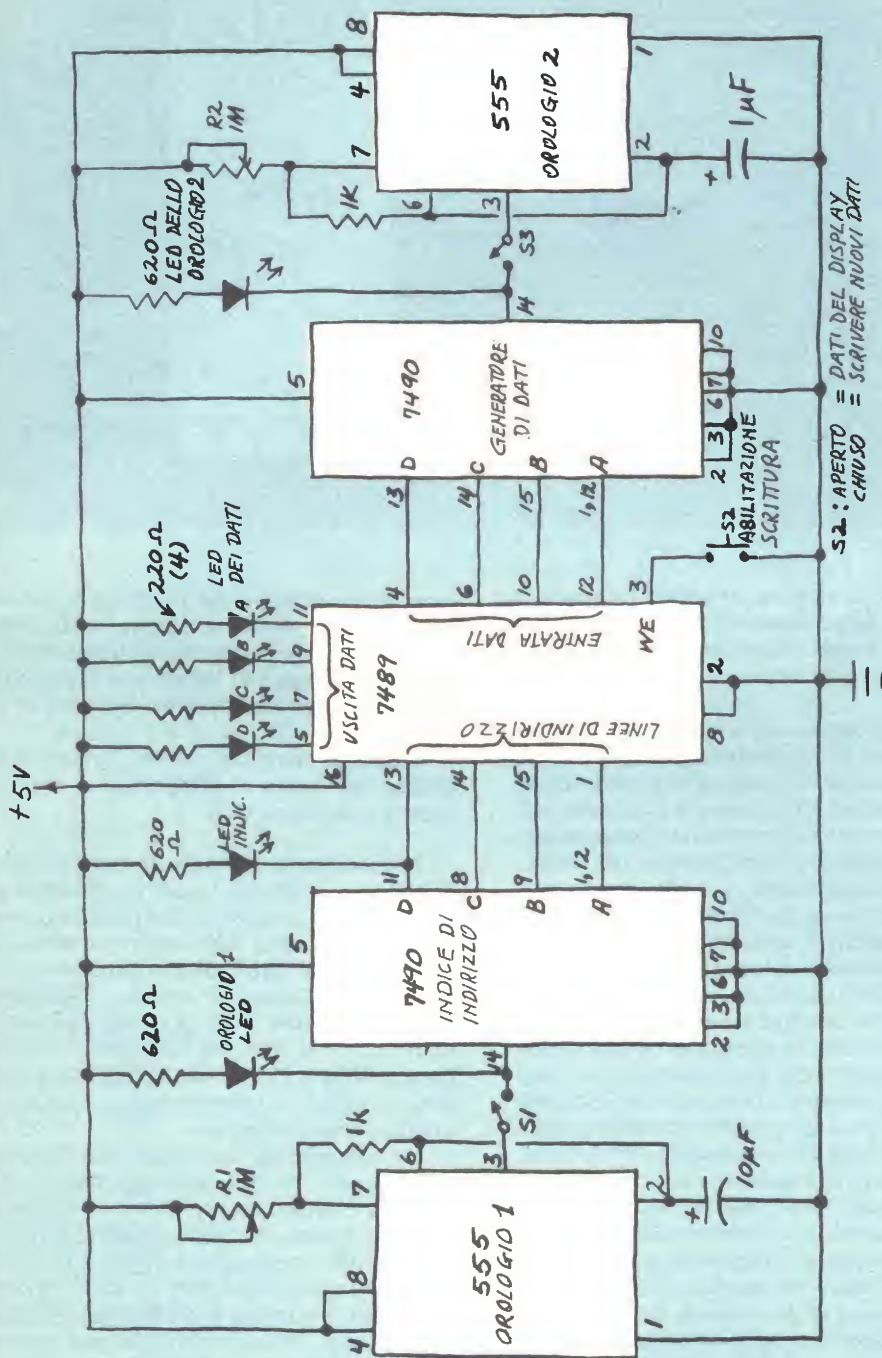 +5V
R1
1M
620Ω
OROLOGIO 1
LED
620
Ω
LED
INDIC.
220Ω
(4)
LED
DEI DATI
620Ω
LED DELLO
OROLOGIO 2
R2
1M
4
8
7
1k
6
3
S1
555
OROLOGIO 1
1
2
+
10μF
5
14
7490
INDICE DI
INDIRIZZO
D
C
B
A
11
8
9
1,12
2
3
6
7
10
D
C
B
A
5
7
9
11
16
13
14
15
1
USCITA DATI
7489
LINEE DI INDIRIZZO
ENTRATA DATI
WE
4
6
10
12
3
8
2
S2
ABILITAZIONE
SCRITTURA
5
7490
GENERATORE
DI DATI
D
C
B
A
13
14
15
1,12
2
3
6
7
10
14
S3
1K
7
6
3
4
8
555
OROLOGIO 2
2
1
+
1μF
S2: APERTO = DATI DEL DISPLAY
CHIUSO = SCRIVERE NUOVI DATI